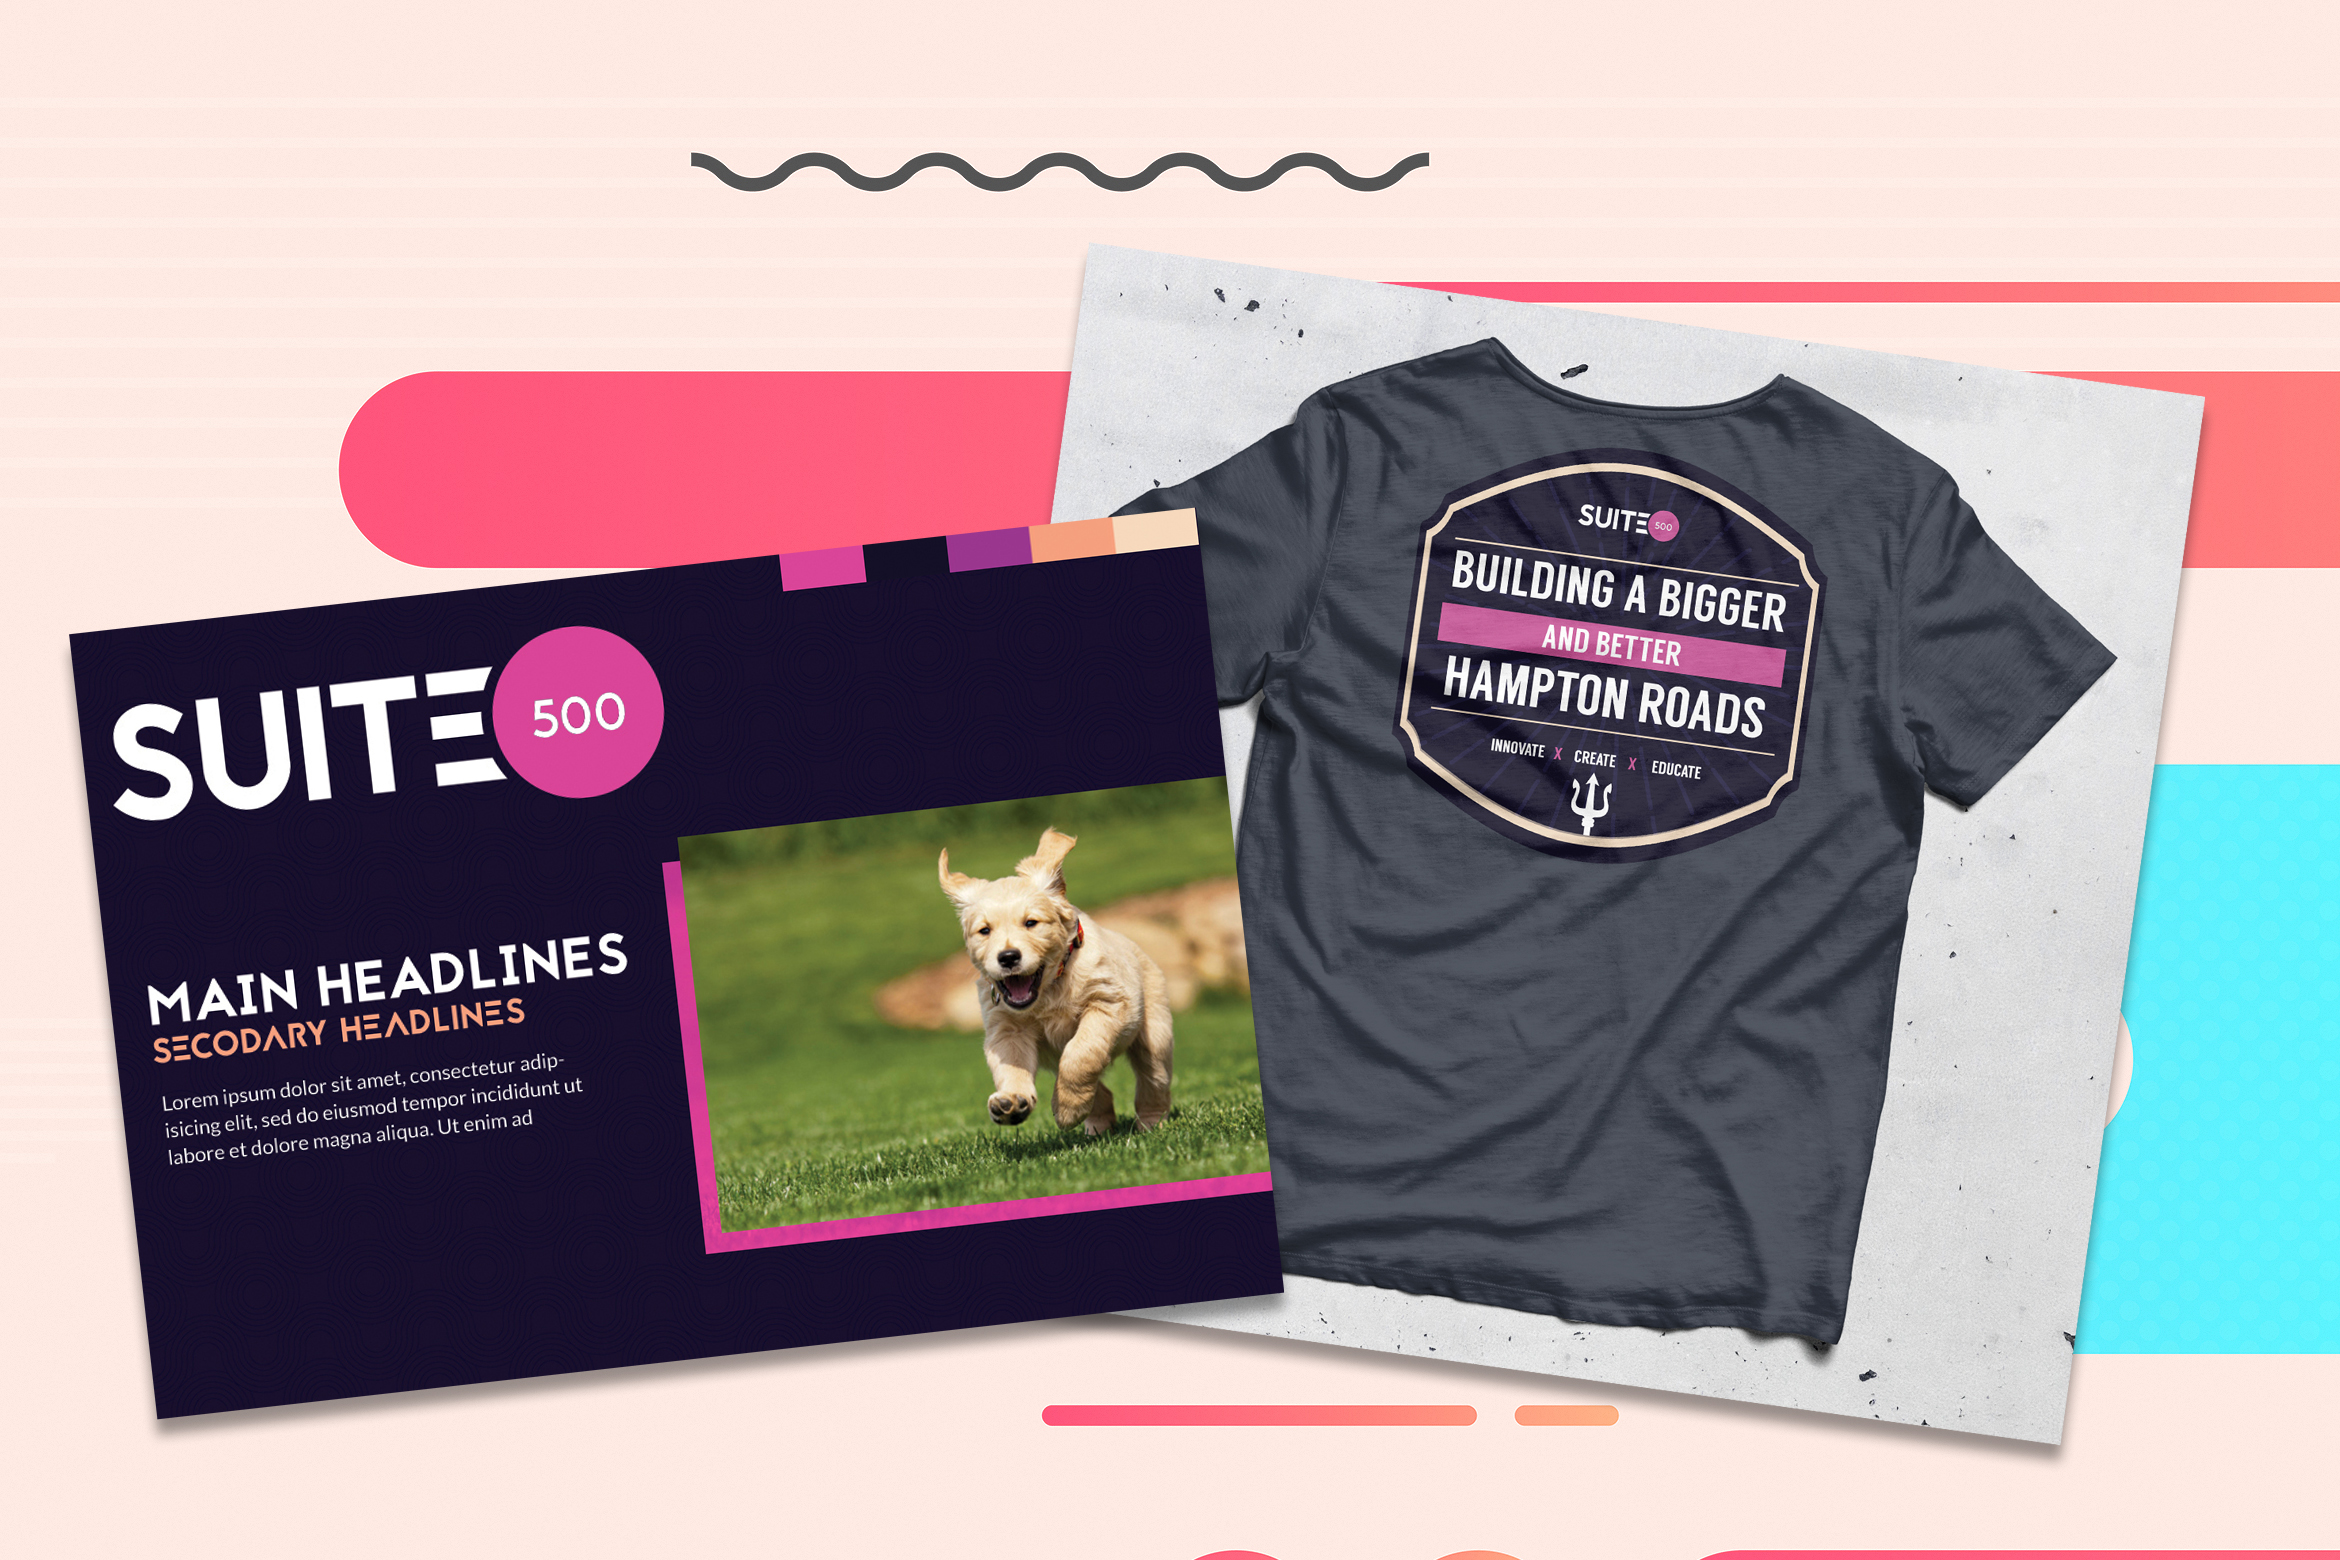 SUITE 500
MAIN HEADLINES
SECODARY HEADLINES
Lorem ipsum dolor sit amet, consectetur adip-
isicing elit, sed do eiusmod tempor incididunt ut
labore et dolore magna aliqua. Ut enim ad
SUITE 500
BUILDING A BIGGER
AND BETTER
HAMPTON ROADS
INNOVATE X CREATE X EDUCATE